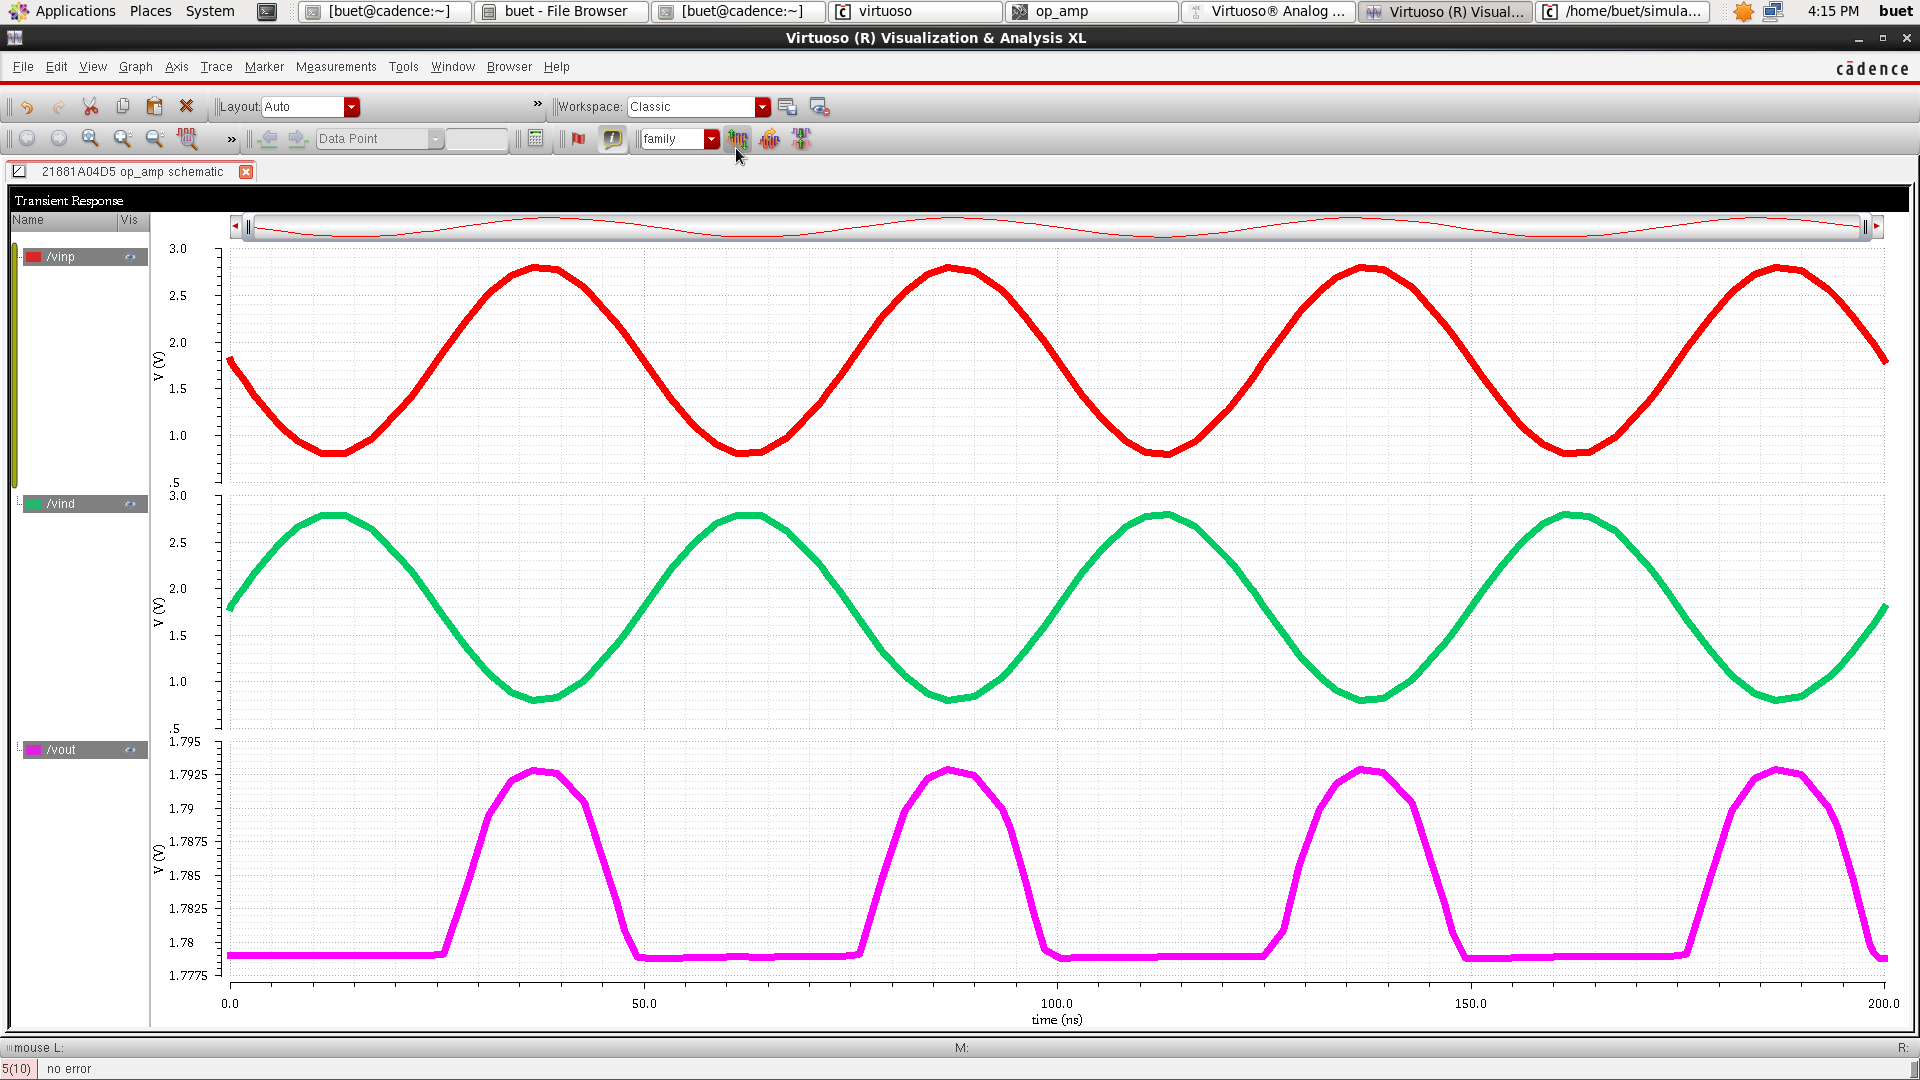 Applications Places System [buet@cadence:~] buet - File Browser [buet@cadence:~] virtuoso op_amp Virtuoso® Analog ... Virtuoso (R) Visual... /home/buet/simula... 4:15 PM buet
Virtuoso (R) Visualization & Analysis XL
File Edit View Graph Axis Trace Marker Measurements Tools Window Browser Help cādence
Layout: Auto » Workspace: Classic
» Data Point family
21881A04D5 op_amp schematic
Transient Response
Name Vis
/vinp
3.0
2.5
2.0
V (V)
1.5
1.0
.5
/vind
3.0
2.5
2.0
V (V)
1.5
1.0
.5
/vout
1.795
1.7925
1.79
1.7875
V (V)
1.785
1.7825
1.78
1.7775
0.0 50.0 100.0 150.0 200.0
time (ns)
mouse L: M: R:
5(10) no error